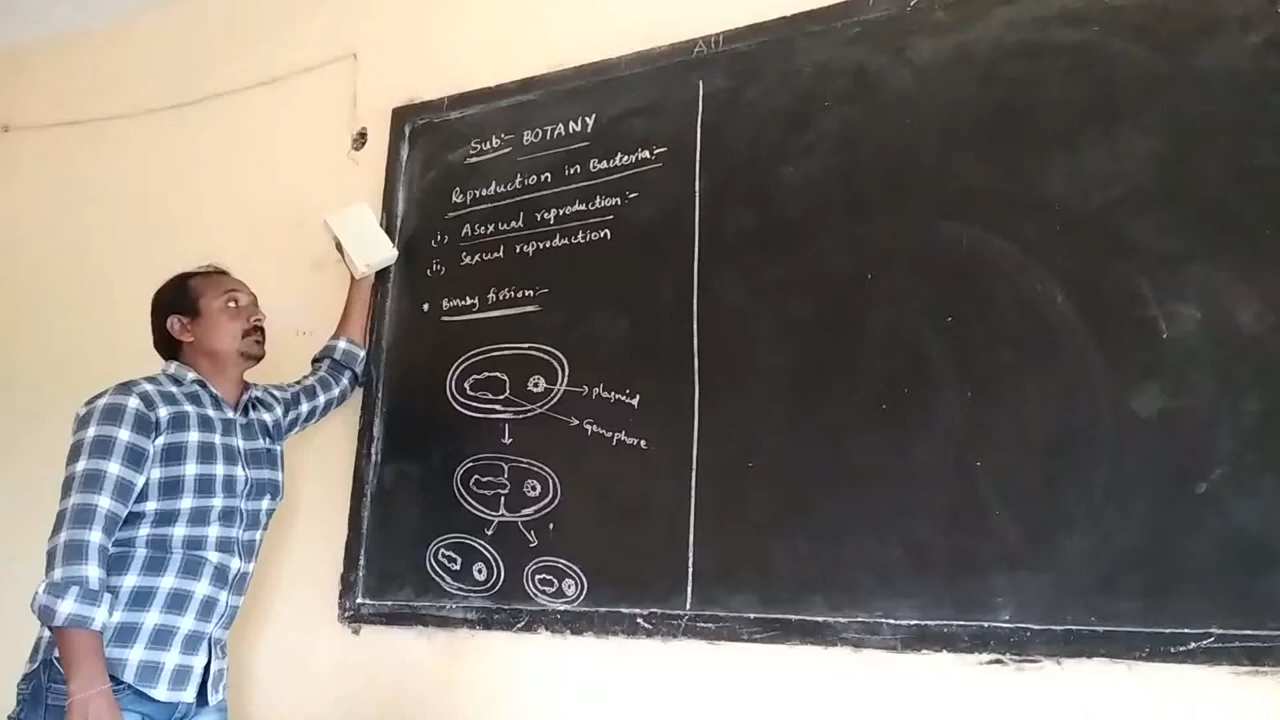 All
Sub:- BOTANY
Reproduction in Bacteria:-
(i) Asexual reproduction:-
(ii) Sexual reproduction
* Binary fission:-
plasmid
Genophore